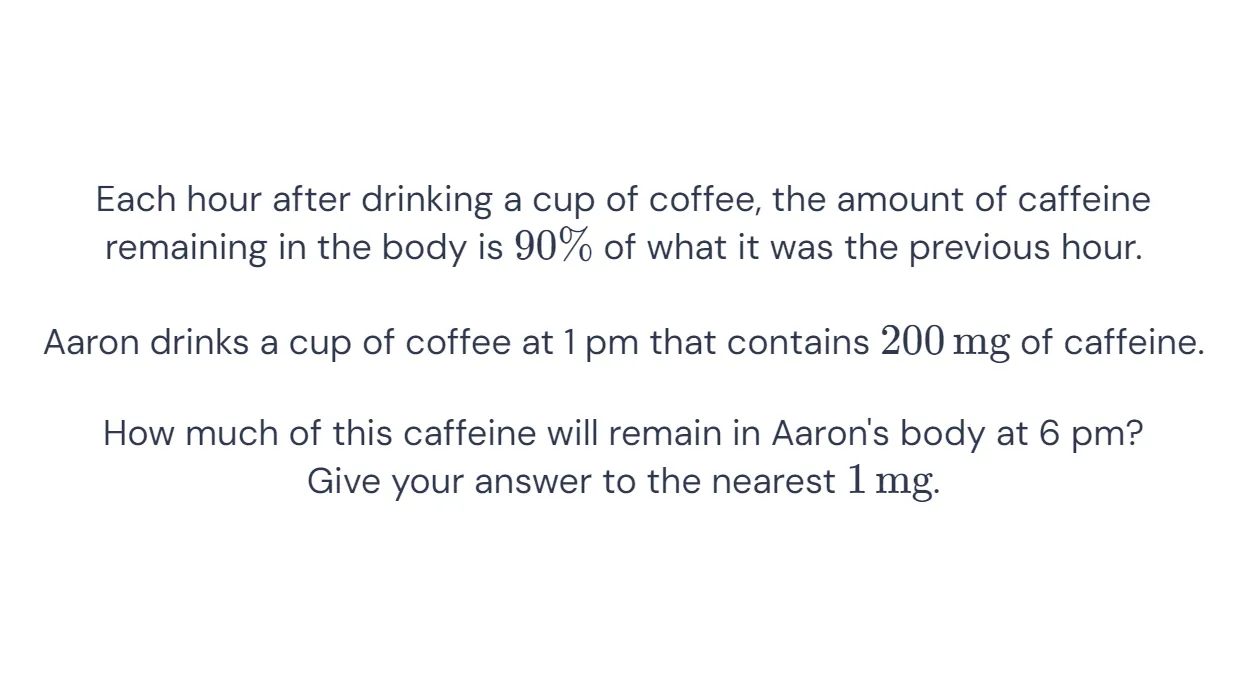 Each hour after drinking a cup of coffee, the amount of caffeine
remaining in the body is 90% of what it was the previous hour.
Aaron drinks a cup of coffee at 1 pm that contains 200 mg of caffeine.
How much of this caffeine will remain in Aaron's body at 6 pm?
Give your answer to the nearest 1 mg.